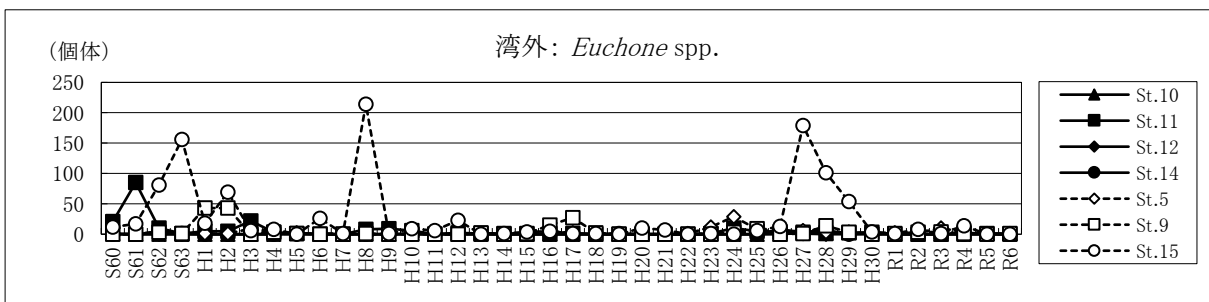 湾外: Euchone spp.
(個体)
250
200
150
100
50
0
S60 S61 S62 S63 H1 H2 H3 H4 H5 H6 H7 H8 H9 H10 H11 H12 H13 H14 H15 H16 H17 H18 H19 H20 H21 H22 H23 H24 H25 H26 H27 H28 H29 H30 R1 R2 R3 R4 R5 R6
St.10
St.11
St.12
St.14
St.5
St.9
St.15